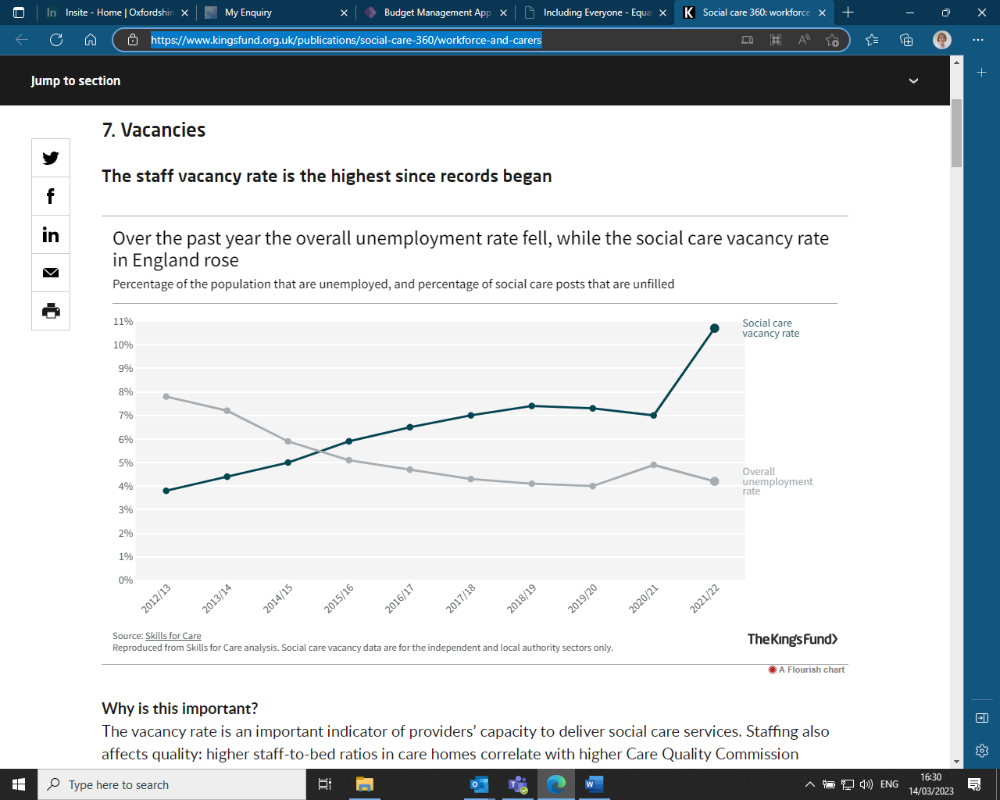 Insite - Home | Oxfordshir
My Enquiry
Budget Management App
Including Everyone - Equa
Social care 360: workforce
https://www.kingsfund.org.uk/publications/social-care-360/workforce-and-carers
Jump to section
7. Vacancies
The staff vacancy rate is the highest since records began
Over the past year the overall unemployment rate fell, while the social care vacancy rate
in England rose
Percentage of the population that are unemployed, and percentage of social care posts that are unfilled
11%
10%
9%
8%
7%
6%
5%
4%
3%
2%
1%
0%
Social care
vacancy rate
Overall
unemployment
rate
2012/13
2013/14
2014/15
2015/16
2016/17
2017/18
2018/19
2019/20
2020/21
2021/22
Source: Skills for Care
Reproduced from Skills for Care analysis. Social care vacancy data are for the independent and local authority sectors only.
The King's Fund>
A Flourish chart
Why is this important?
The vacancy rate is an important indicator of providers’ capacity to deliver social care services. Staffing also
affects quality: higher staff-to-bed ratios in care homes correlate with higher Care Quality Commission
Type here to search
ENG
16:30
14/03/2023